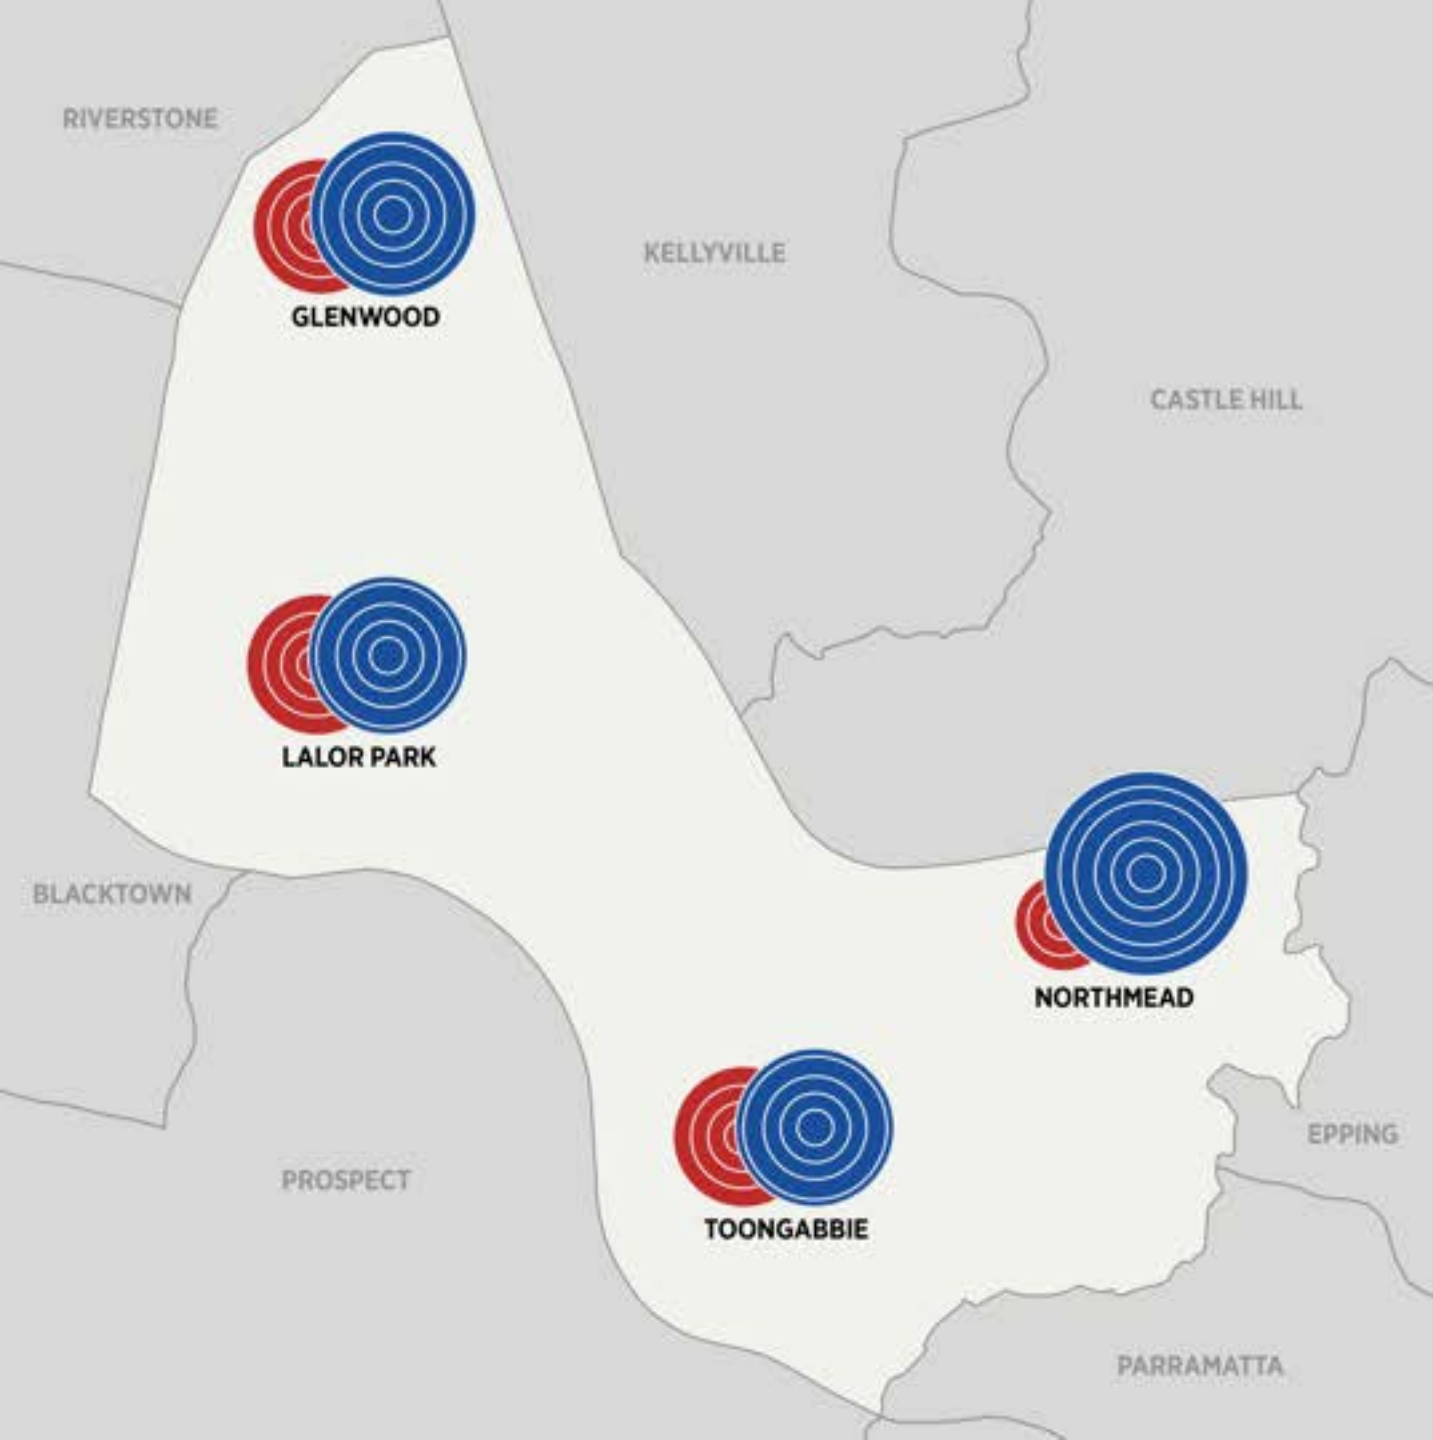 RIVERSTONE
KELLYVILLE
GLENWOOD
CASTLE HILL
LALOR PARK
BLACKTOWN
NORTHMEAD
EPPING
PROSPECT
TOONGABBIE
PARRAMATTA